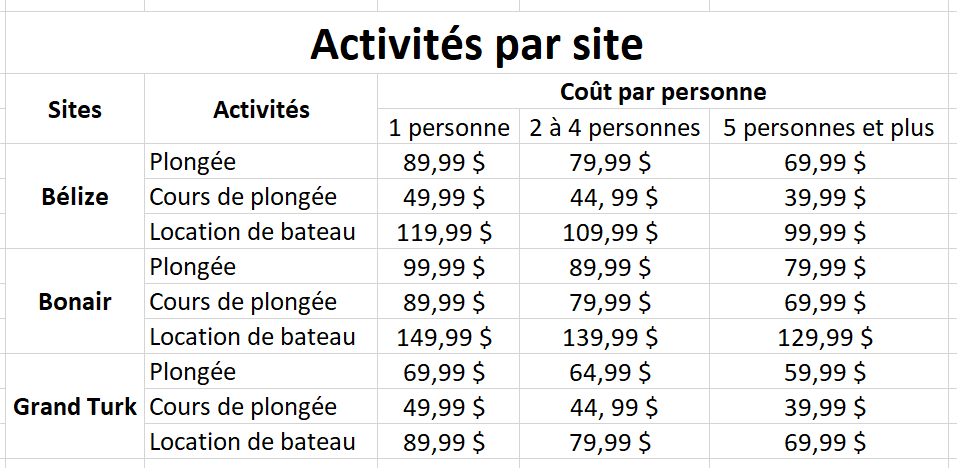 Activités par site
Sites Activités Coût par personne
1 personne 2 à 4 personnes 5 personnes et plus
Bélize
Plongée 89,99 $ 79,99 $ 69,99 $
Cours de plongée 49,99 $ 44, 99 $ 39,99 $
Location de bateau 119,99 $ 109,99 $ 99,99 $
Bonair
Plongée 99,99 $ 89,99 $ 79,99 $
Cours de plongée 89,99 $ 79,99 $ 69,99 $
Location de bateau 149,99 $ 139,99 $ 129,99 $
Grand Turk
Plongée 69,99 $ 64,99 $ 59,99 $
Cours de plongée 49,99 $ 44, 99 $ 39,99 $
Location de bateau 89,99 $ 79,99 $ 69,99 $